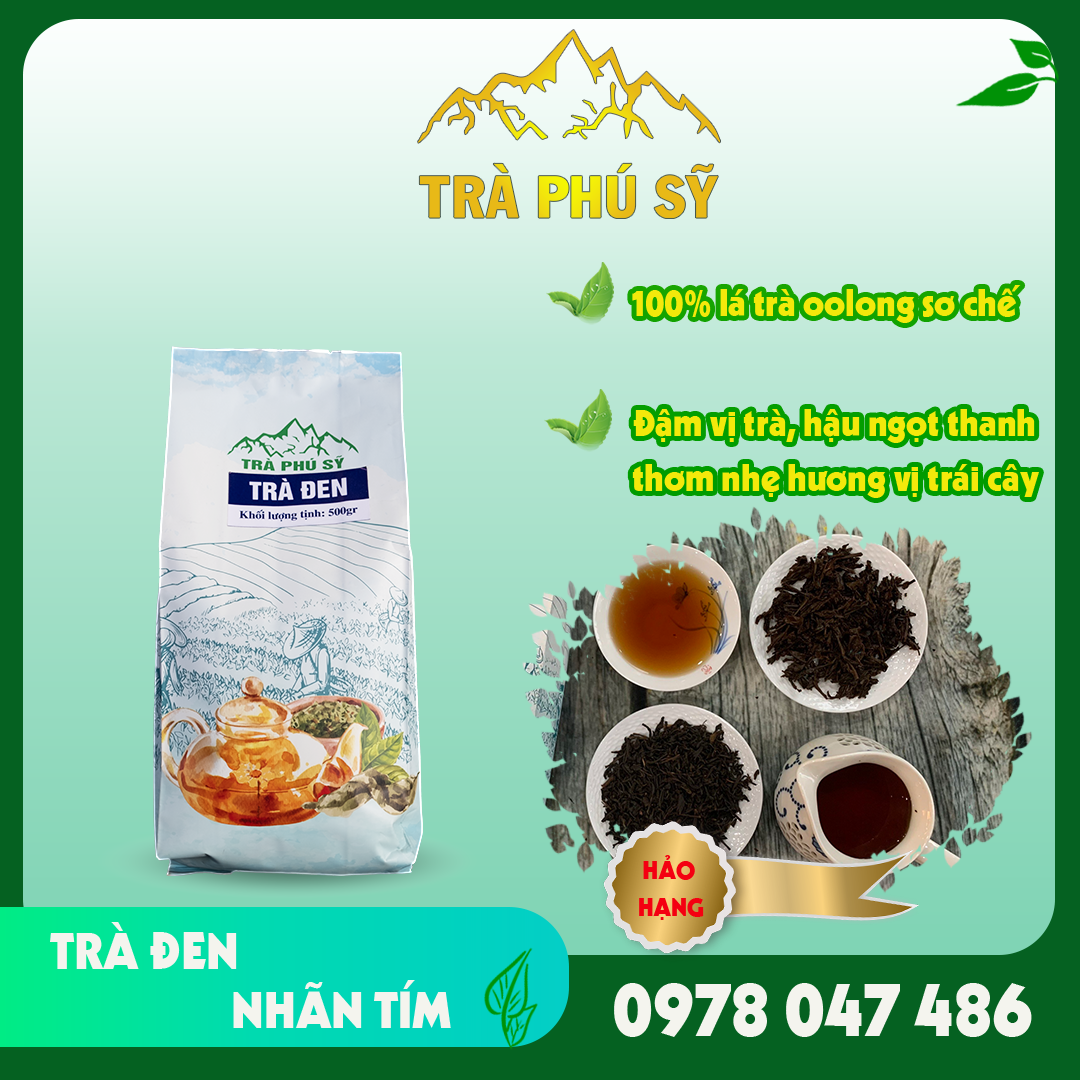 TRÀ PHÚ SỸ
100% lá trà oolong sơ chế
Đậm vị trà, hậu ngọt thanh
thơm nhẹ hương vị trái cây
TRÀ PHÚ SỸ
TRÀ ĐEN
Khối lượng tịnh: 500gr
HẢO
HẠNG
TRÀ ĐEN
NHÃN TÍM
0978 047 486